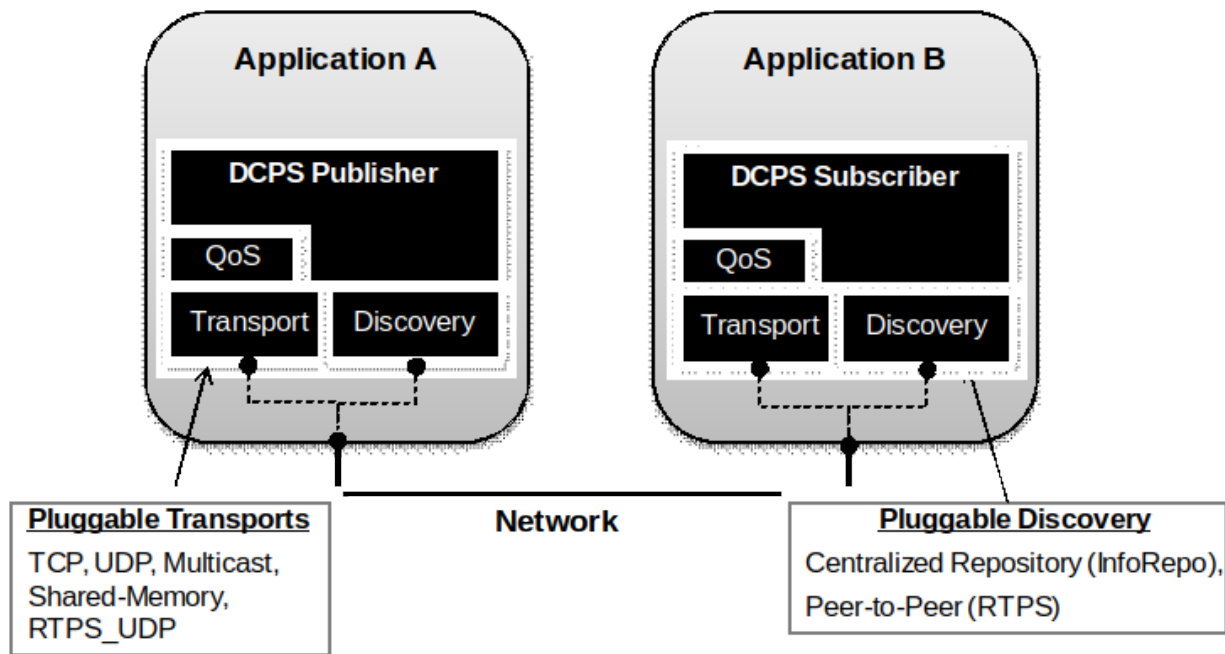 Application A
DCPS Publisher
QoS
Transport
Discovery
Application B
DCPS Subscriber
QoS
Transport
Discovery
Network
Pluggable Transports
TCP, UDP, Multicast,
Shared-Memory,
RTPS_UDP
Pluggable Discovery
Centralized Repository (InfoRepo),
Peer-to-Peer (RTPS)